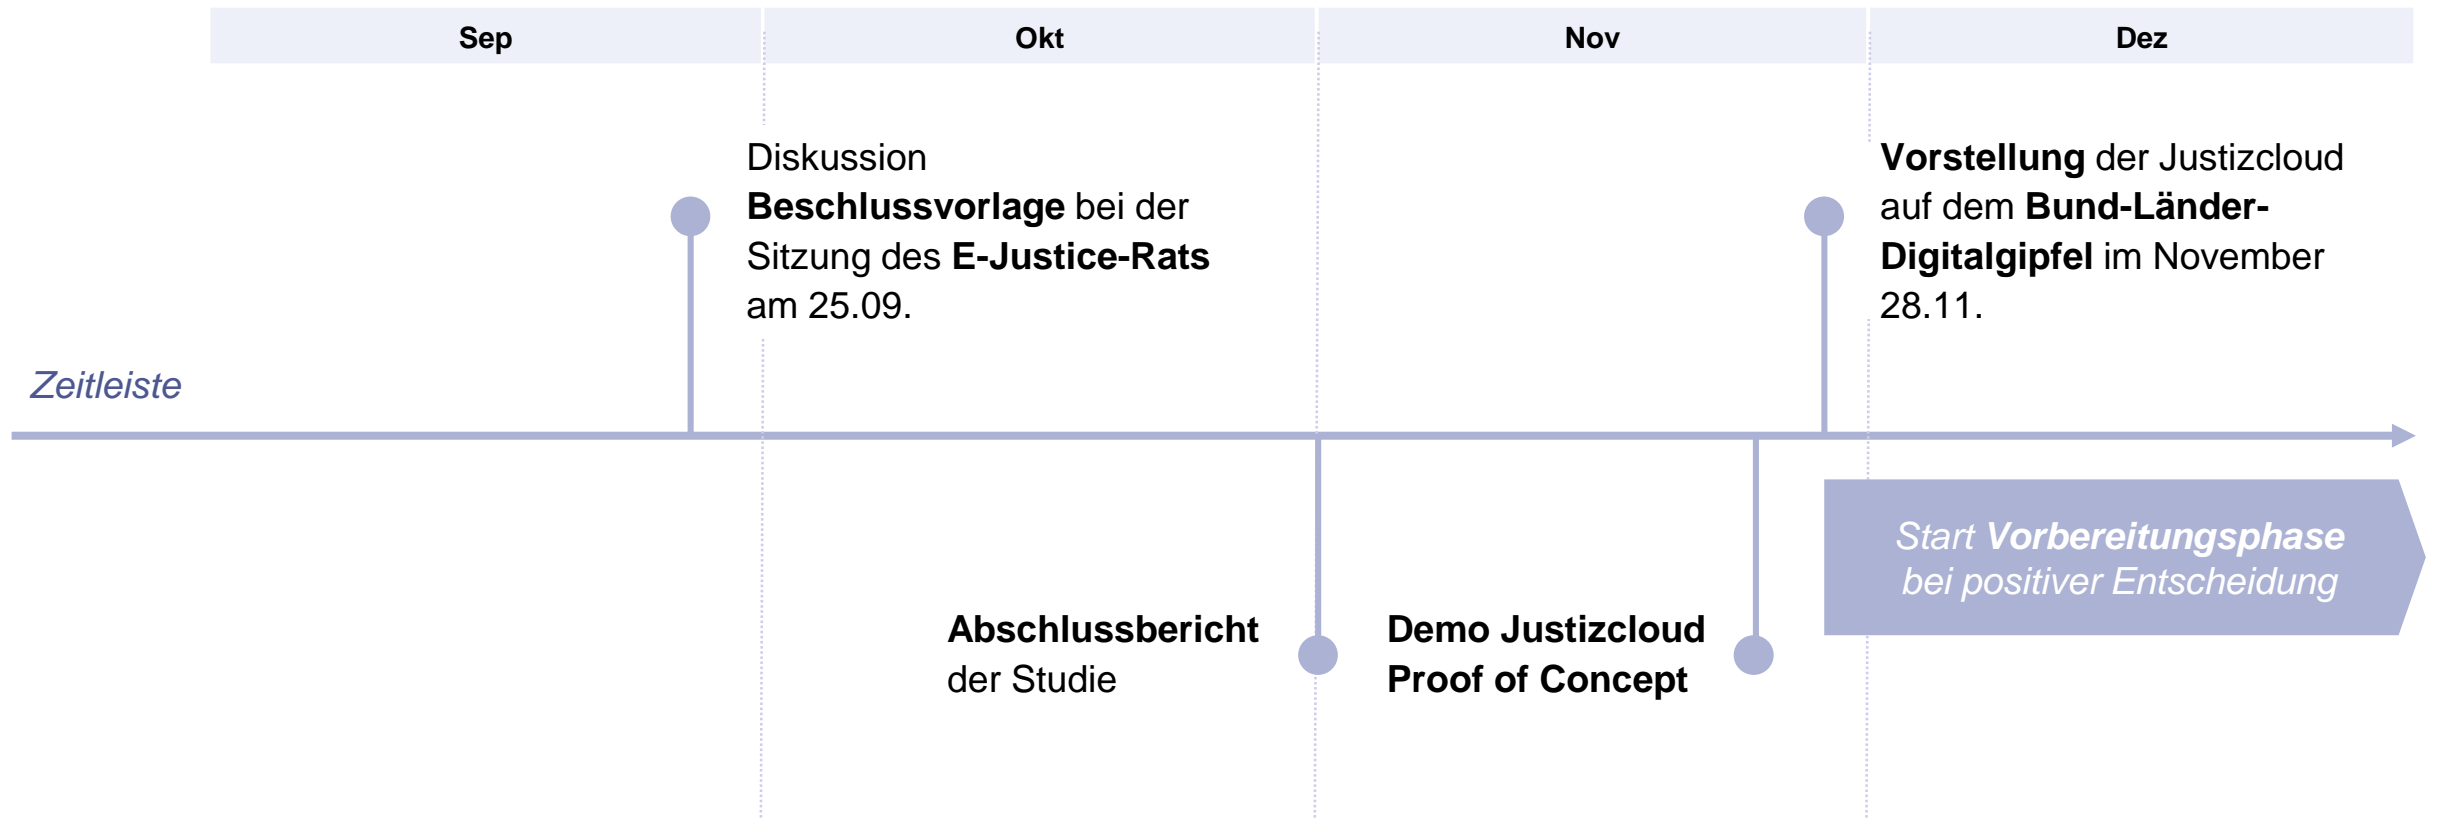 Sep
Okt
Nov
Dez
Diskussion
Beschlussvorlage bei der
Sitzung des E-Justice-Rats
am 25.09.
Vorstellung der Justizcloud
auf dem Bund-Länder-
Digitalgipfel im November
28.11.
Zeitleiste
Start Vorbereitungsphase
bei positiver Entscheidung
Abschlussbericht
der Studie
Demo Justizcloud
Proof of Concept